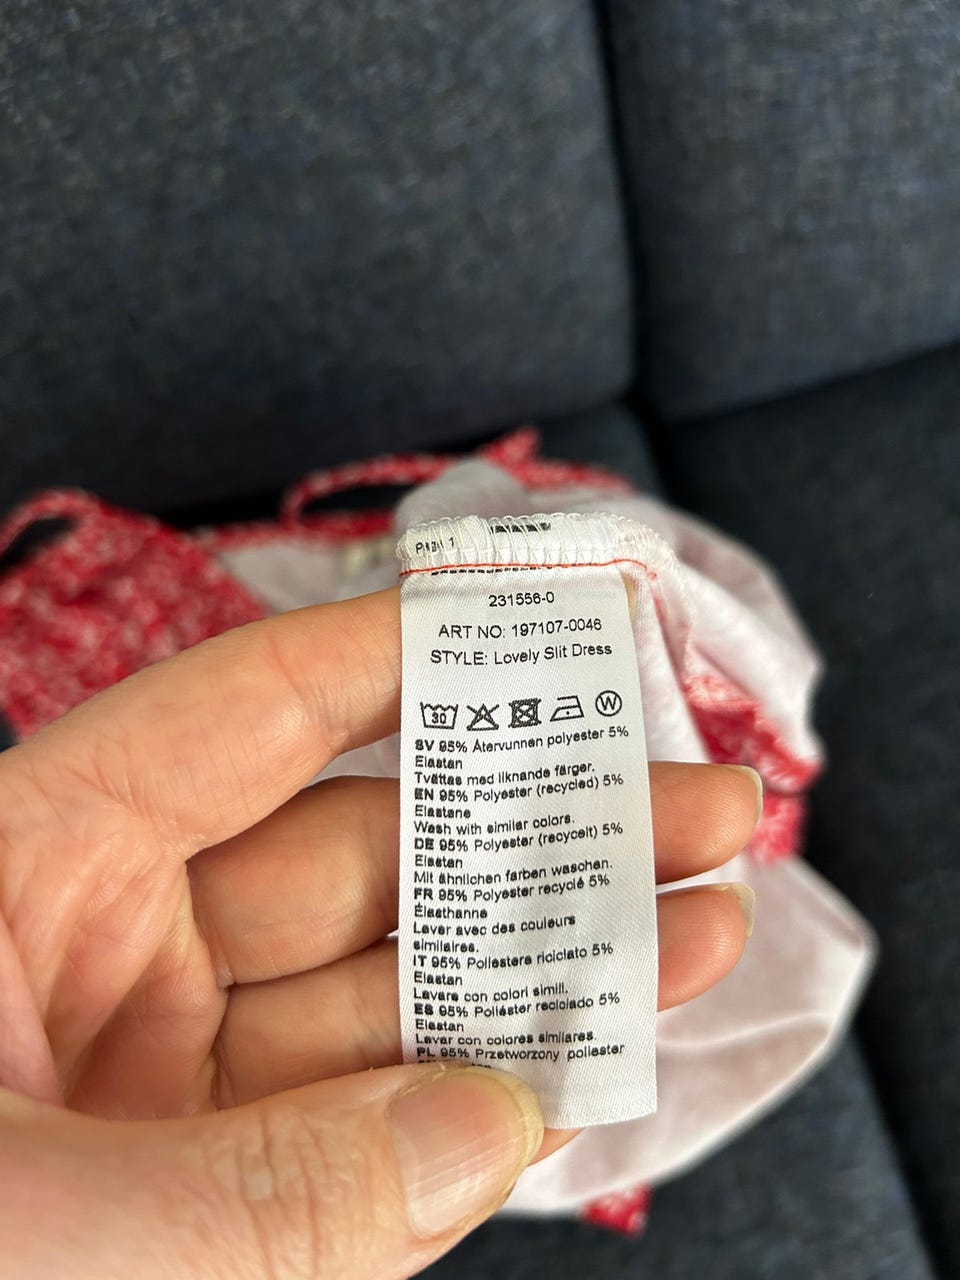 231556-0
ART NO: 197107-0046
STYLE: Lovely Slit Dress
30 W
SV 95% Återvunnen polyester 5%
Elastan
Tvättas med liknande färger.
EN 95% Polyester (recycled) 5%
Elastane
Wash with similar colors.
DE 95% Polyester (recycelt) 5%
Elastan
Mit ähnlichen farben waschen.
FR 95% Polyester recyclé 5%
Élasthanne
Laver avec des couleurs
similaires.
IT 95% Poliestere riciclato 5%
Elastan
Lavare con colori simili.
ES 95% Poliéster reciclado 5%
Elastan
Lavar con colores similares.
PL 95% Przetworzony poliester